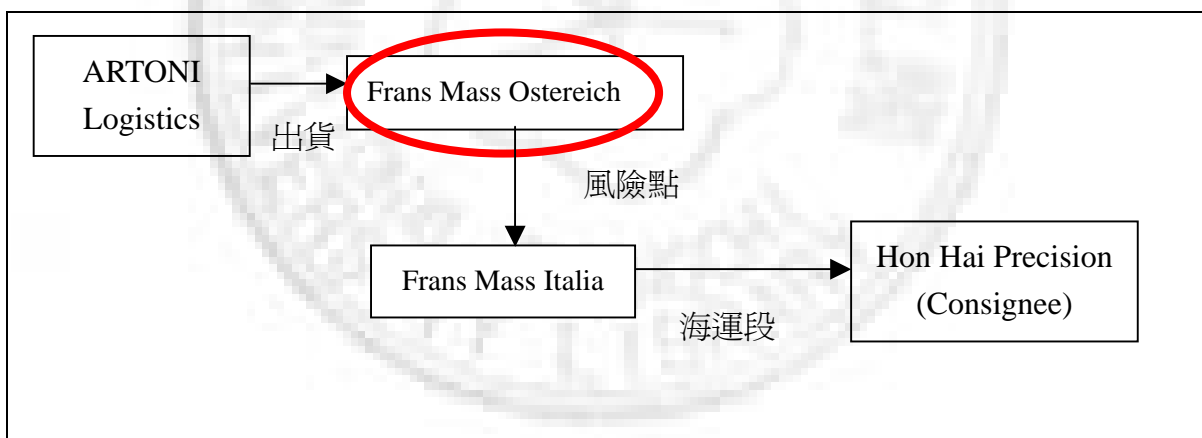 ARTONI
Logistics
出貨
Frans Mass Ostereich
風險點
Frans Mass Italia
海運段
Hon Hai Precision
(Consignee)